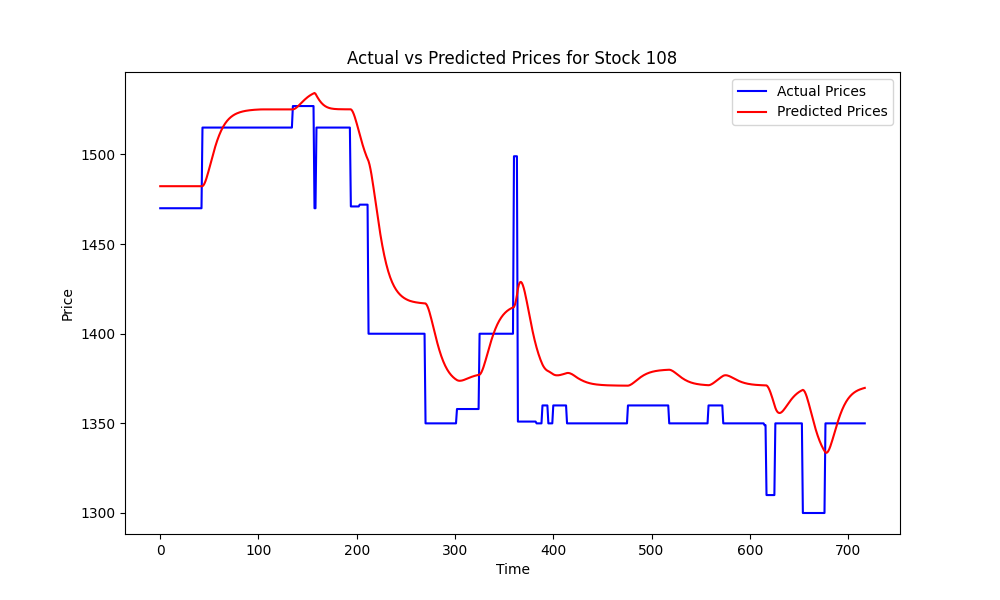 Actual vs Predicted Prices for Stock 108
Actual Prices
Predicted Prices
Price
1500
1450
1400
1350
1300
0 100 200 300 400 500 600 700
Time